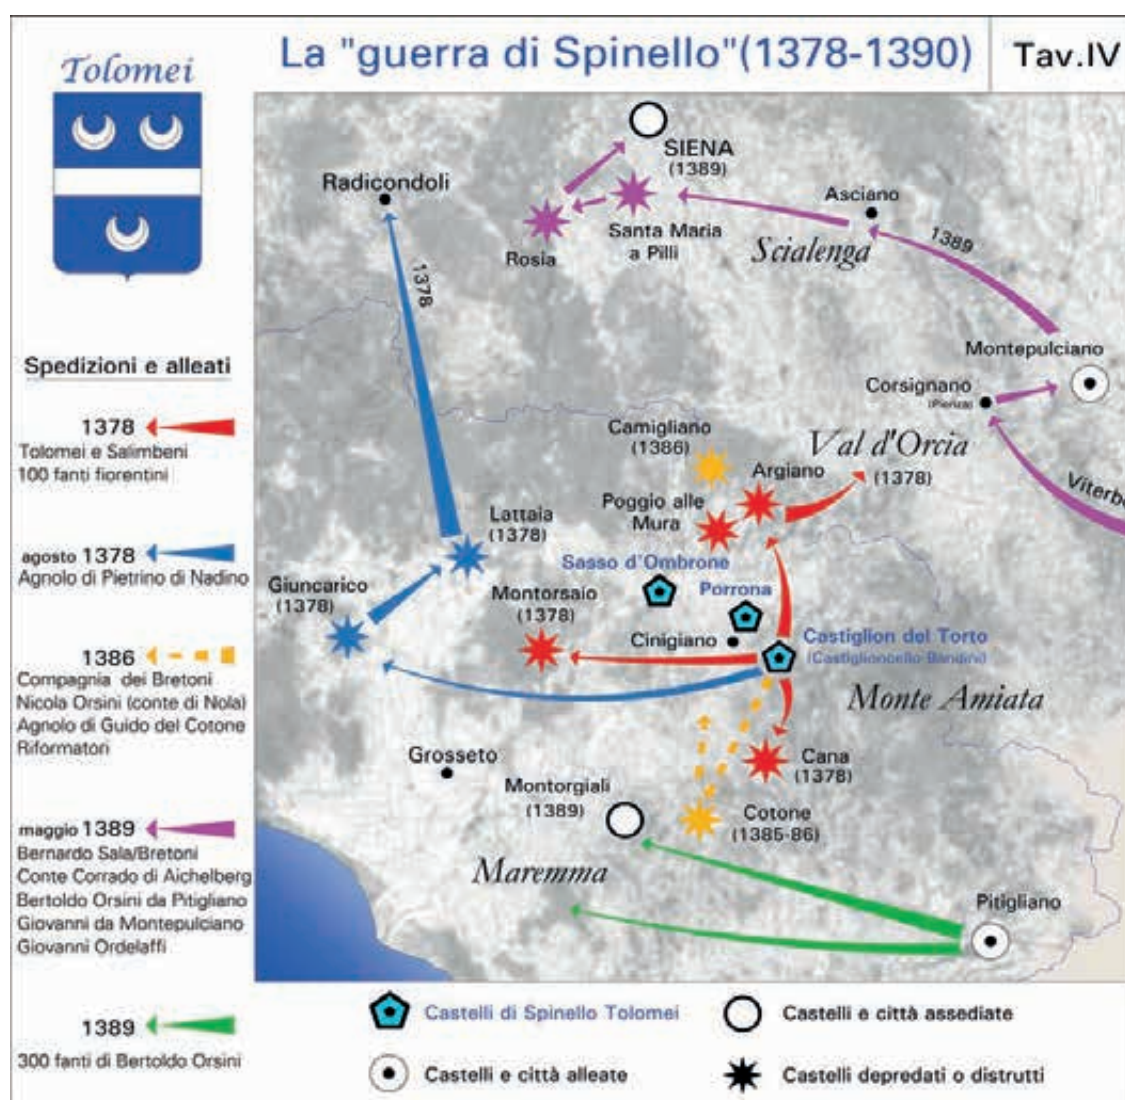 La "guerra di Spinello"(1378-1390)
Tav.IV
Tolomei
Spedizioni e alleati
1378
Tolomei e Salimbeni
100 fanti fiorentini
agosto 1378
Agnolo di Pietrino di Nadino
1386
Compagnia dei Bretoni
Nicola Orsini (conte di Nola)
Agnolo di Guido del Cotone
Riformatori
maggio 1389
Bernardo Sala/Bretoni
Conte Corrado di Aichelberg
Bertoldo Orsini da Pitigliano
Giovanni da Montepulciano
Giovanni Ordelaffi
1389
300 fanti di Bertoldo Orsini
SIENA
(1389)
Radicondoli
Asciano
Santa Maria
a Pilli
Rosia
Scialenga
1389
1378
Montepulciano
Corsignano
(Pienza)
Camigliano
(1386)
Val d'Orcia
(1378)
Argiano
Poggio alle
Mura
Viterbo
Lattaia
(1378)
Sasso d'Ombrone
Giuncarico
(1378)
Montorsaio
(1378)
Porrona
Cinigiano
Castiglion del Torto
(Castiglioncello Bandini)
Monte Amiata
Grosseto
Cana
(1378)
Montorgiali
(1389)
Cotone
(1385-86)
Maremma
Pitigliano
Castelli di Spinello Tolomei
Castelli e città assediate
Castelli e città alleate
Castelli depredati o distrutti